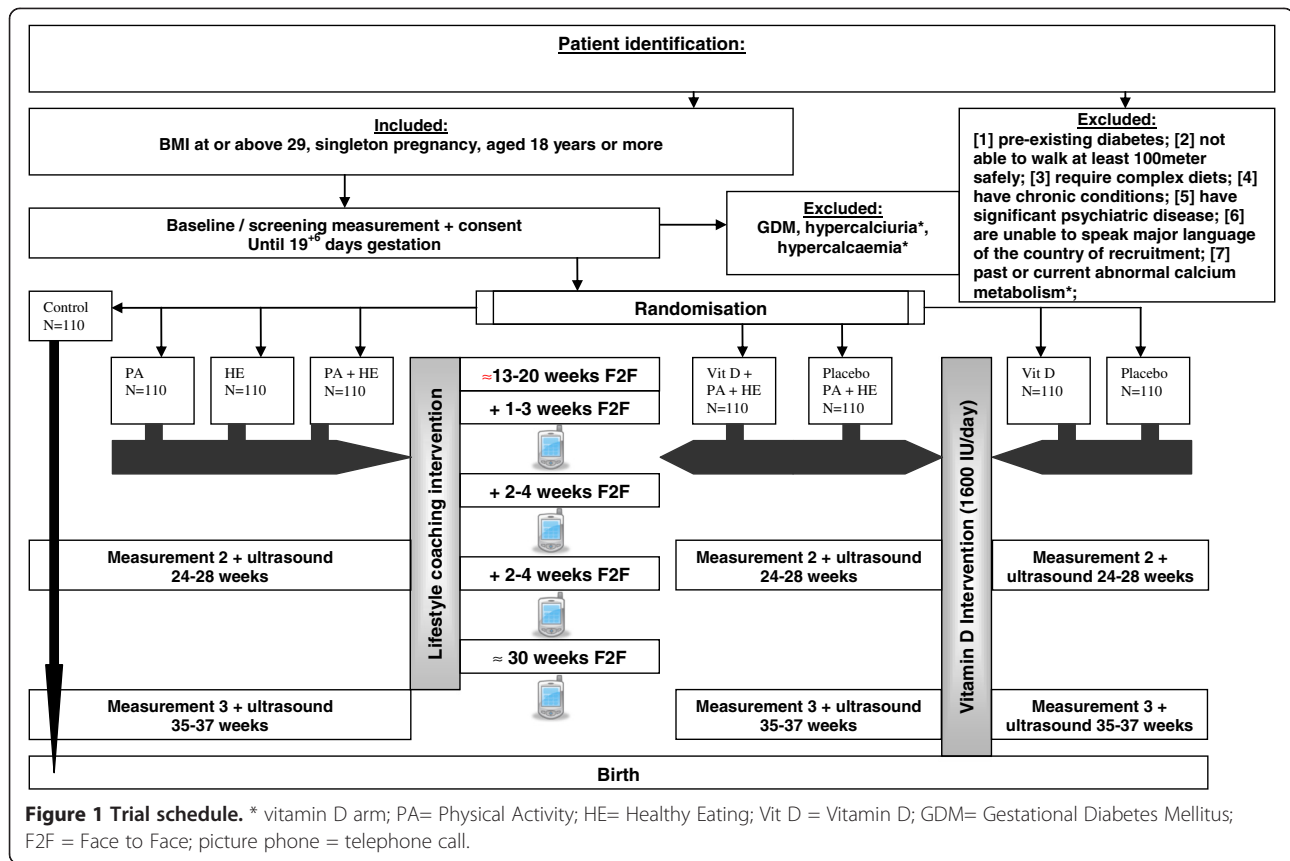 Patient identification:
Included:
BMI at or above 29, singleton pregnancy, aged 18 years or more
Excluded:
[1] pre-existing diabetes; [2] not
able to walk at least 100meter
safely; [3] require complex diets; [4]
have chronic conditions; [5] have
significant psychiatric disease; [6]
are unable to speak major language
of the country of recruitment; [7]
past or current abnormal calcium
metabolism*;
Baseline / screening measurement + consent
Until 19+6 days gestation
Excluded:
GDM, hypercalciuria*,
hypercalcaemia*
Control
N=110
Randomisation
PA
N=110
HE
N=110
PA + HE
N=110
Vit D +
PA + HE
N=110
Placebo
PA + HE
N=110
Vit D
N=110
Placebo
N=110
Lifestyle coaching intervention
≈13-20 weeks F2F
+ 1-3 weeks F2F
+ 2-4 weeks F2F
+ 2-4 weeks F2F
≈ 30 weeks F2F
Vitamin D Intervention (1600 IU/day)
Measurement 2 + ultrasound
24-28 weeks
Measurement 2 + ultrasound
24-28 weeks
Measurement 2 +
ultrasound 24-28 weeks
Measurement 3 + ultrasound
35-37 weeks
Measurement 3 + ultrasound
35-37 weeks
Measurement 3 +
ultrasound 35-37 weeks
Birth
Figure 1 Trial schedule. * vitamin D arm; PA= Physical Activity; HE= Healthy Eating; Vit D = Vitamin D; GDM= Gestational Diabetes Mellitus;
F2F = Face to Face; picture phone = telephone call.